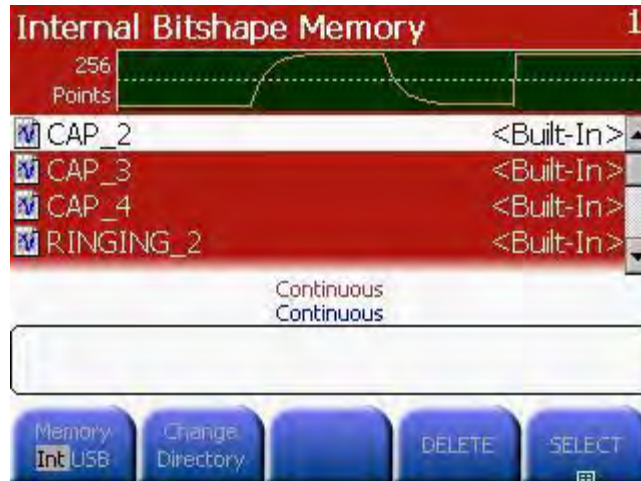 Internal Bitshape Memory 1
256
Points
CAP_2 <Built-In>
CAP_3 <Built-In>
CAP_4 <Built-In>
RINGING_2 <Built-In>
Continuous
Continuous
Memory
Int USB
Change
Directory
DELETE
SELECT